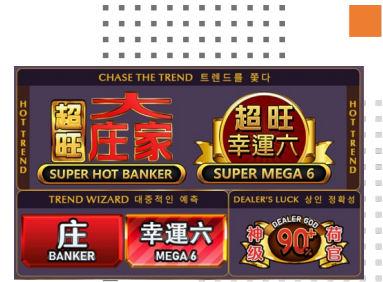 CHASE THE TREND 트렌드를 쫓다
HOT TREND
超旺
大庄家
SUPER HOT BANKER
超旺
幸運六
SUPER MEGA 6
HOT TREND
TREND WIZARD 대중적인 예측
庄
BANKER
幸運六
MEGA 6
DEALER'S LUCK 상인 정확성
DEALER GOD
神级
90%
荷官